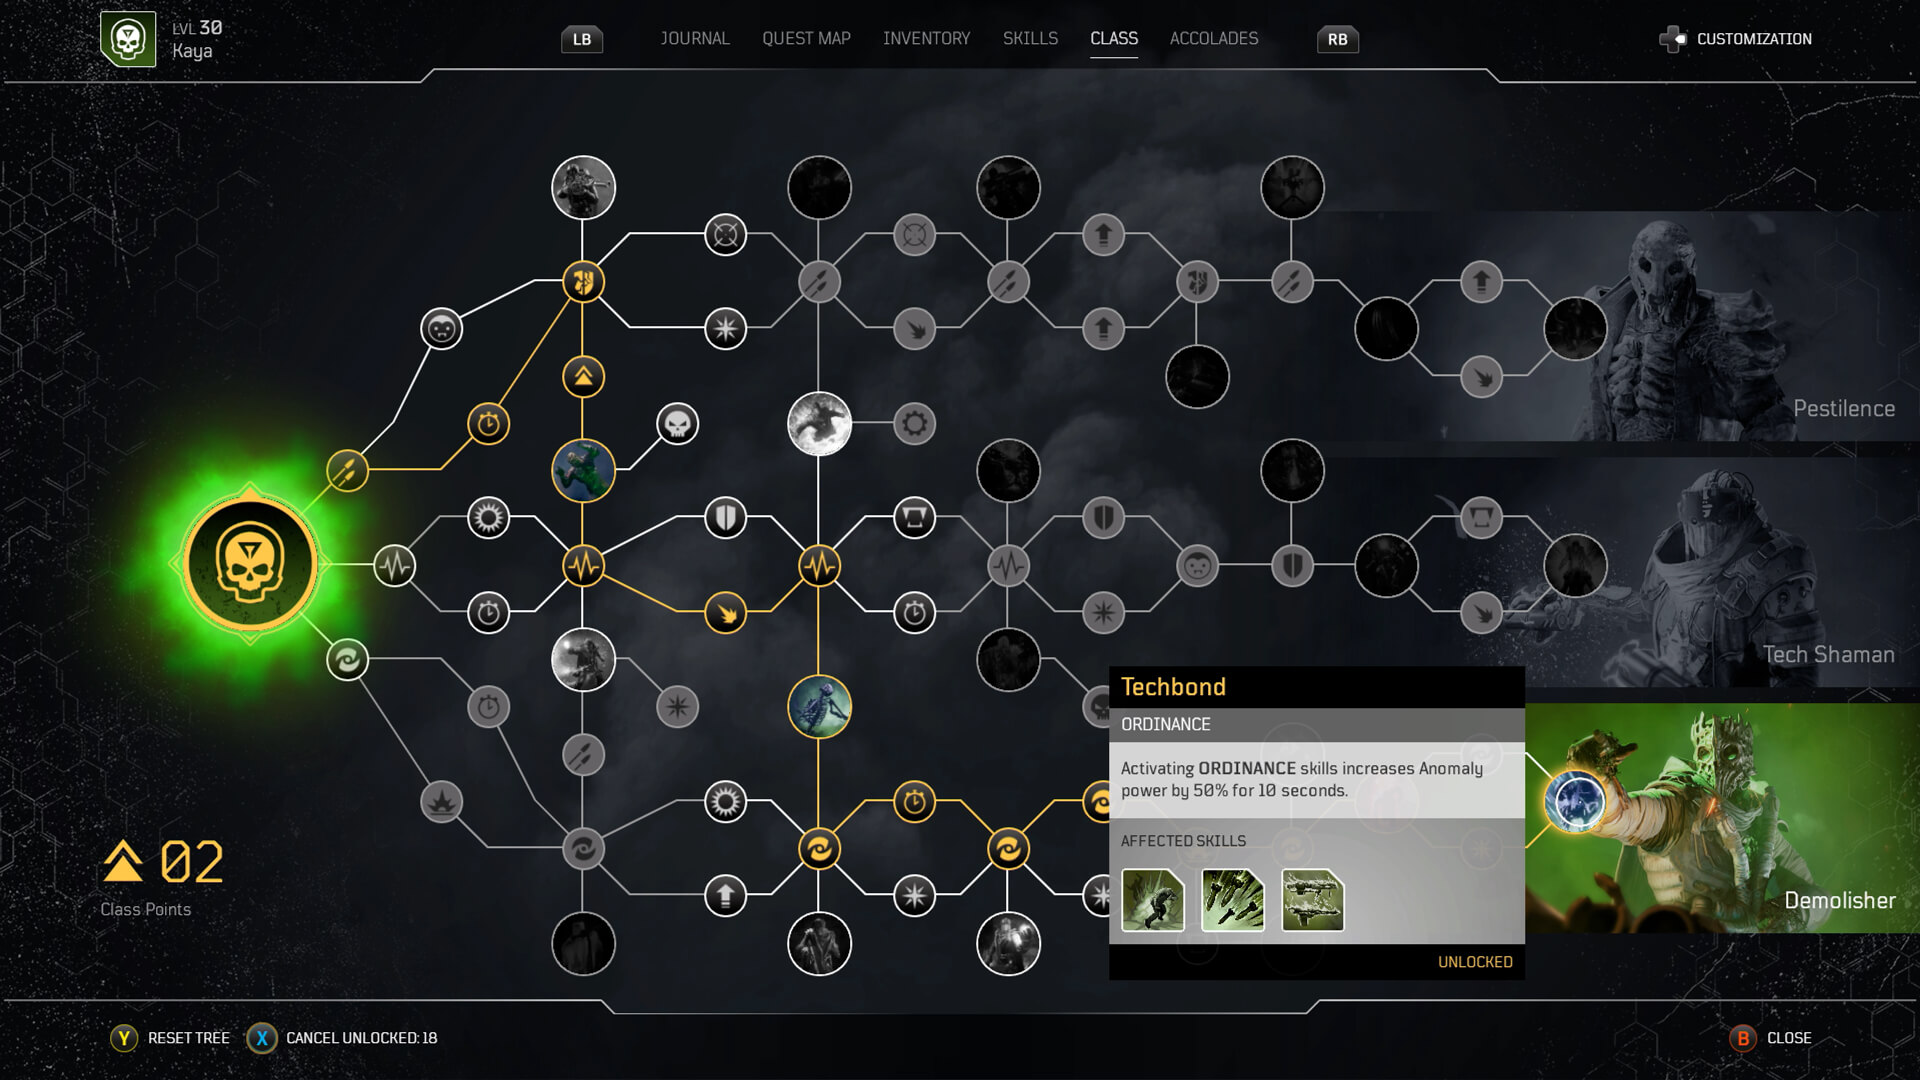 LVL 30
Kaya
LB
JOURNAL
QUEST MAP
INVENTORY
SKILLS
CLASS
ACCOLADES
RB
CUSTOMIZATION
Pestilence
Tech Shaman
Techbond
ORDINANCE
Activating ORDINANCE skills increases Anomaly
power by 50% for 10 seconds.
AFFECTED SKILLS
UNLOCKED
Demolisher
02
Class Points
Y RESET TREE
X CANCEL UNLOCKED: 18
B CLOSE